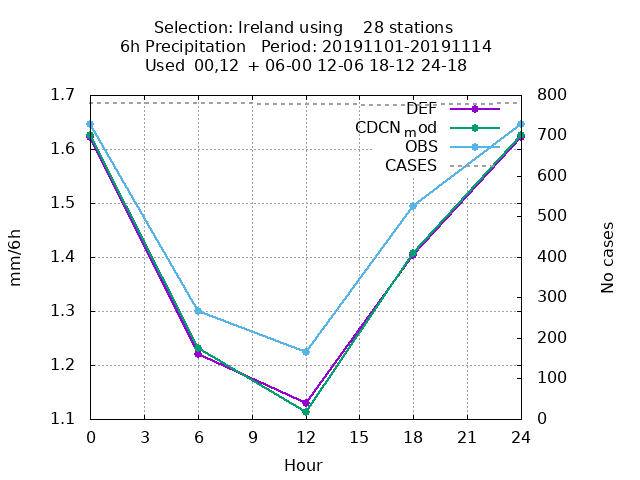 Selection: Ireland using 28 stations
6h Precipitation Period: 20191101-20191114
Used 00,12 + 06-00 12-06 18-12 24-18
1.7
1.6
1.5
1.4
1.3
1.2
1.1
mm/6h
DEF
CDCN mod
OBS
CASES
800
700
600
500
400
300
200
100
0
No cases
0 3 6 9 12 15 18 21 24
Hour